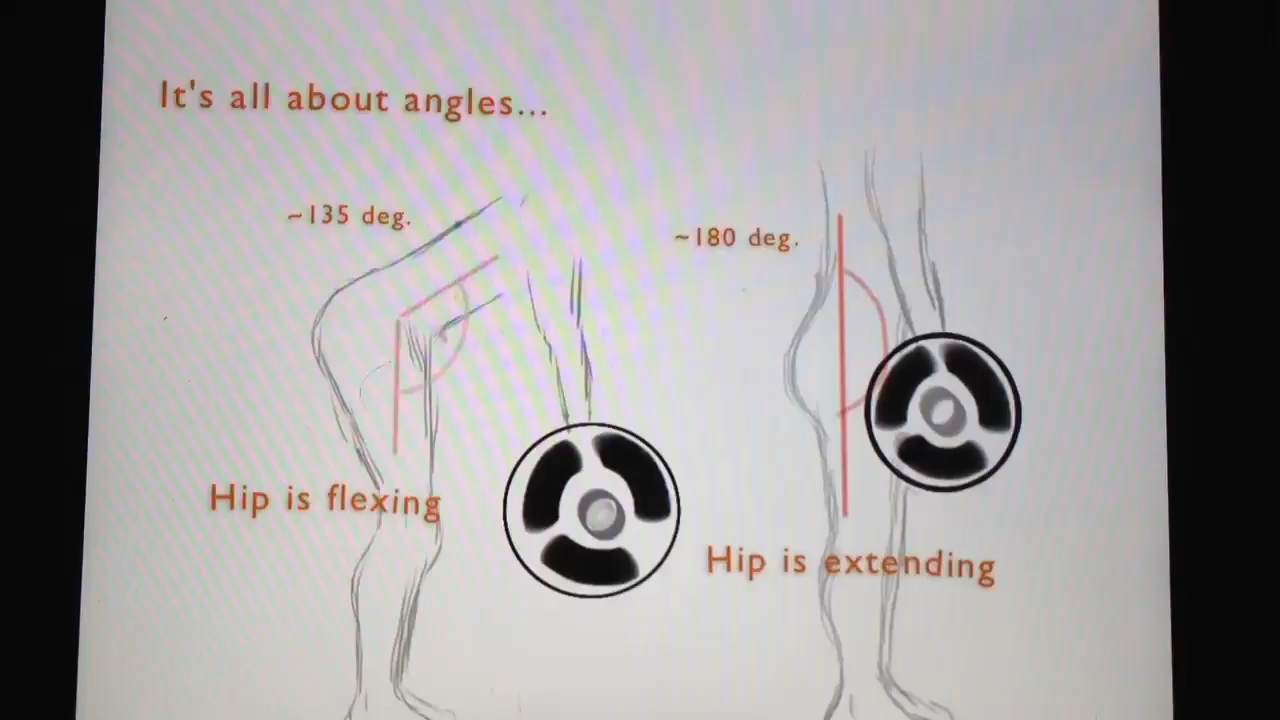 It's all about angles...
~135 deg.
~180 deg.
Hip is flexing
Hip is extending